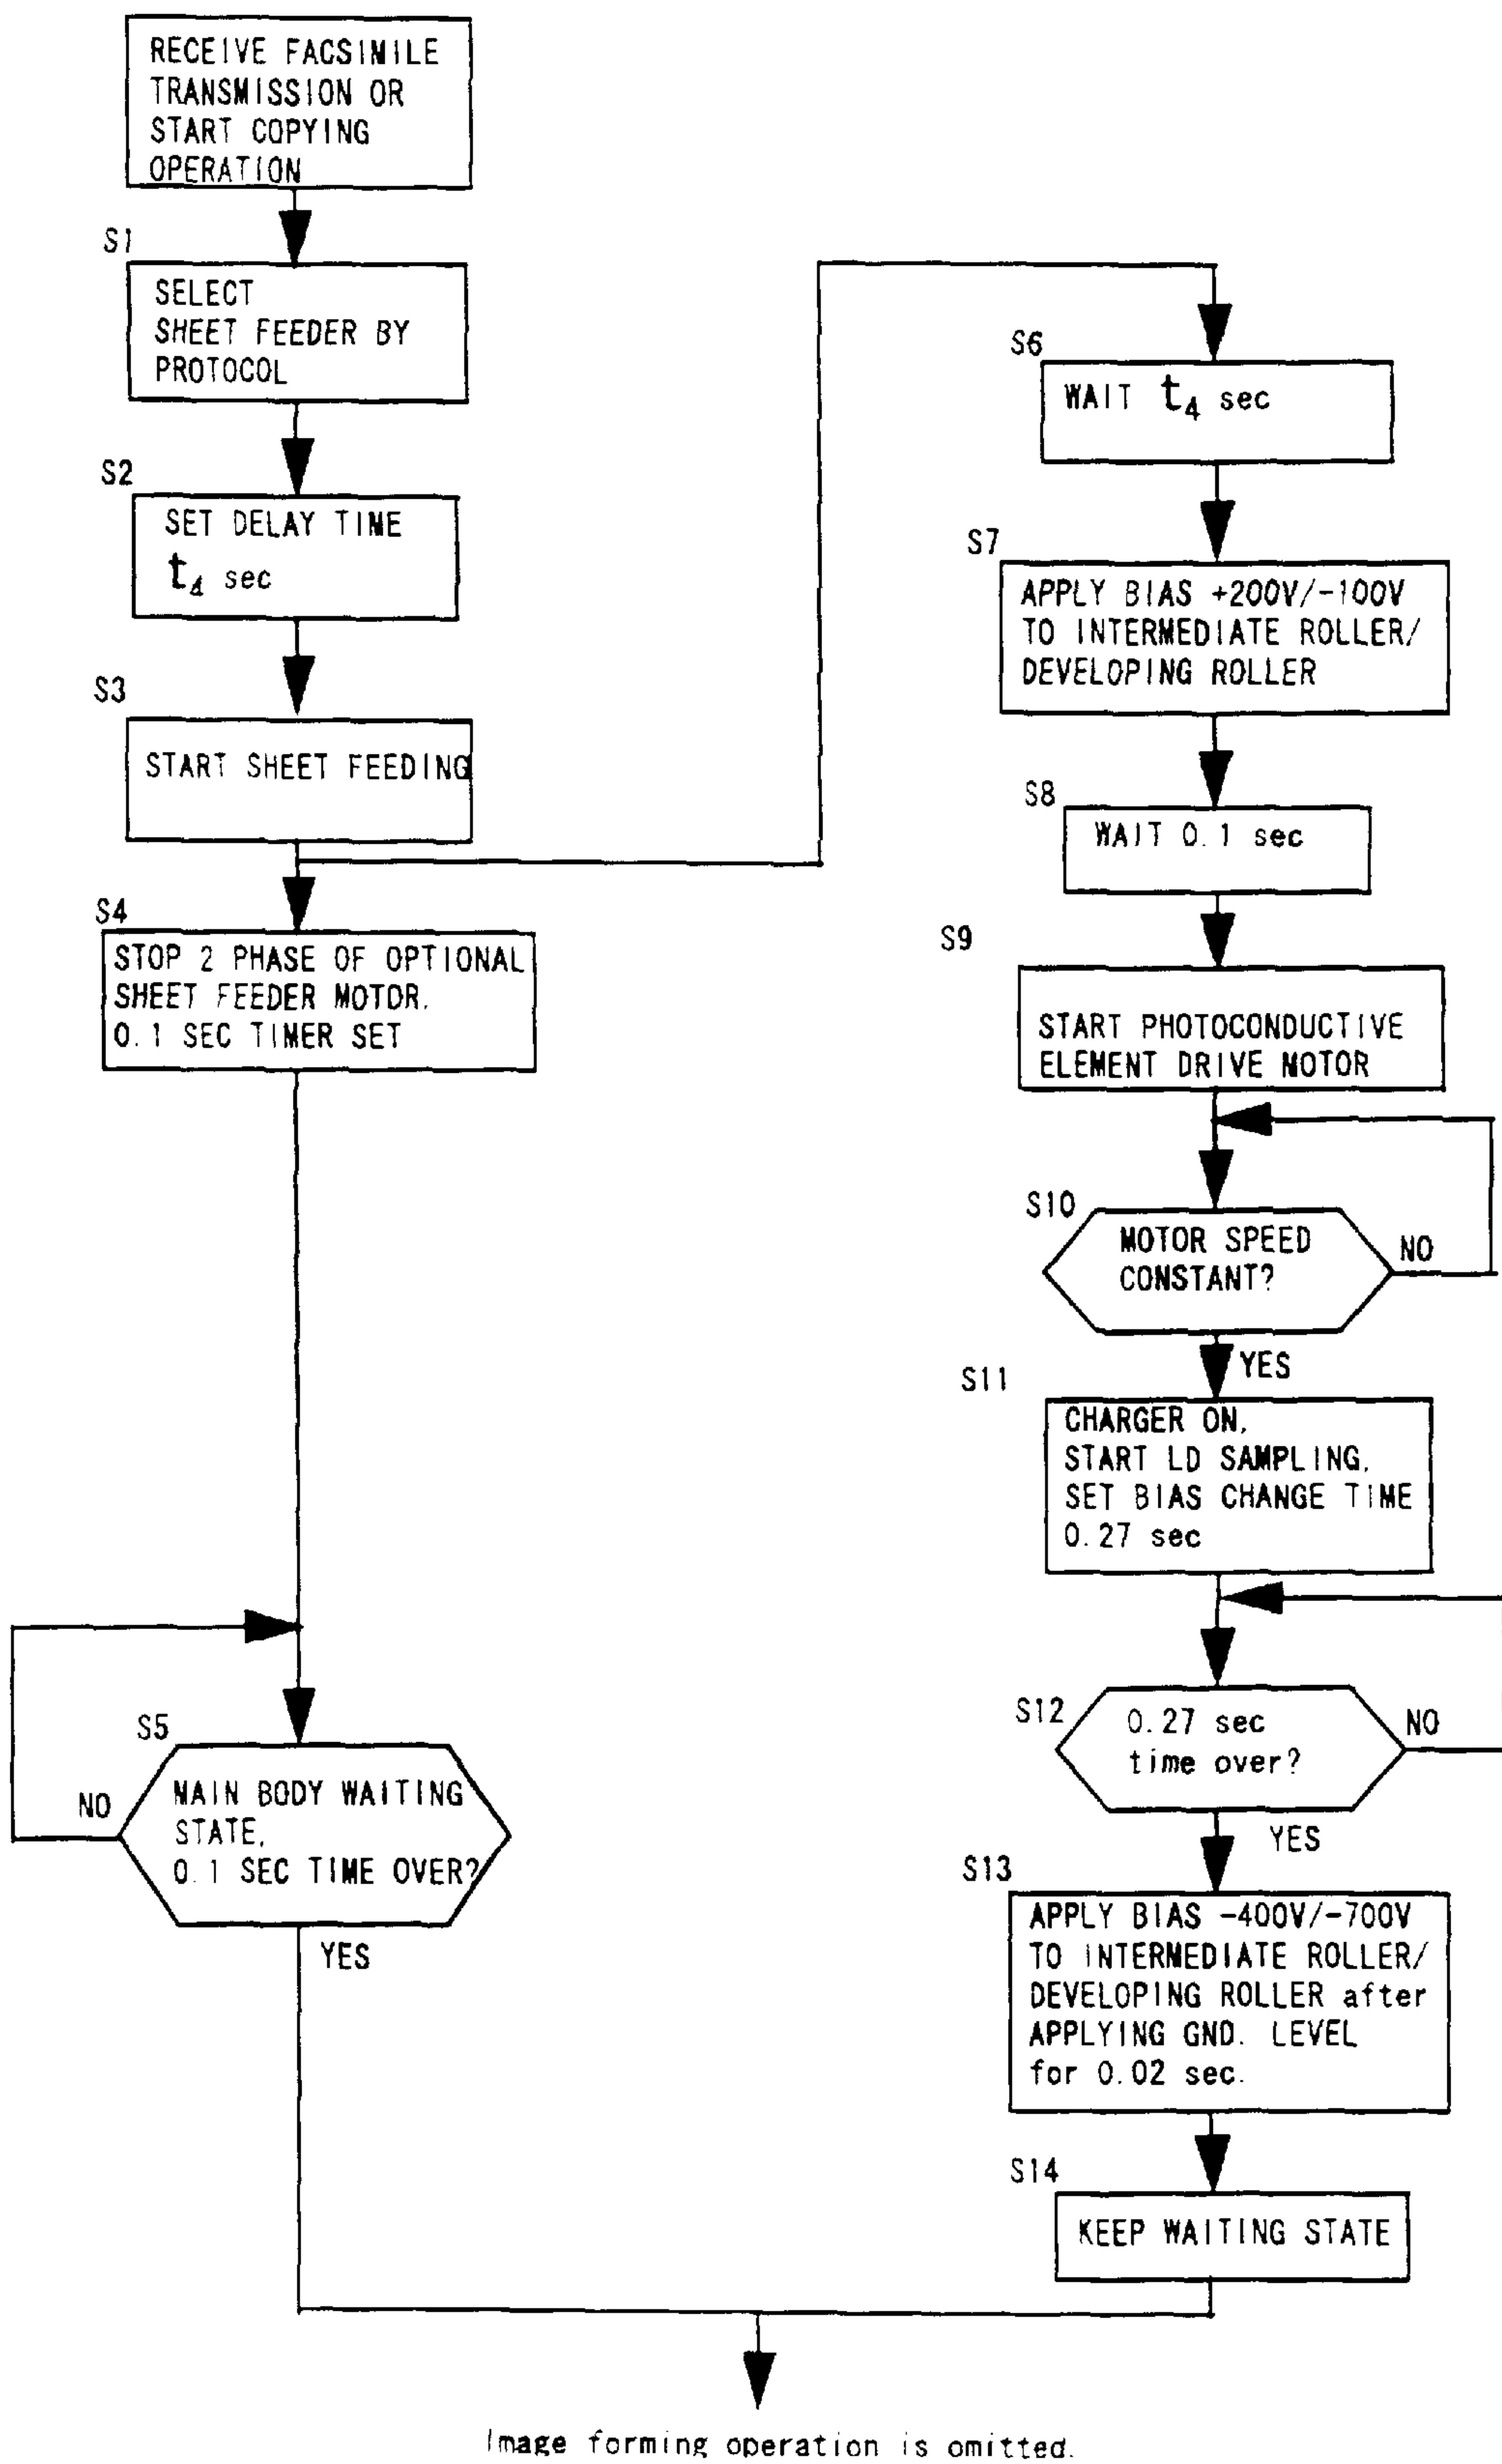 RECEIVE FACSIMILE
TRANSMISSION OR
START COPYING
OPERATION
S1
SELECT
SHEET FEEDER BY
PROTOCOL
S2
SET DELAY TIME
t4 sec
S3
START SHEET FEEDING
S4
STOP 2 PHASE OF OPTIONAL
SHEET FEEDER MOTOR.
0.1 SEC TIMER SET
S5
MAIN BODY WAITING
STATE,
0.1 SEC TIME OVER?
NO
YES
S6
WAIT t4 sec
S7
APPLY BIAS +200V/-100V
TO INTERMEDIATE ROLLER/
DEVELOPING ROLLER
S8
WAIT 0.1 sec
S9
START PHOTOCONDUCTIVE
ELEMENT DRIVE MOTOR
S10
MOTOR SPEED
CONSTANT?
NO
YES
S11
CHARGER ON,
START LD SAMPLING,
SET BIAS CHANGE TIME
0.27 sec
S12
0.27 sec
time over?
NO
YES
S13
APPLY BIAS -400V/-700V
TO INTERMEDIATE ROLLER/
DEVELOPING ROLLER after
APPLYING GND. LEVEL
for 0.02 sec.
S14
KEEP WAITING STATE
Image forming operation is omitted.